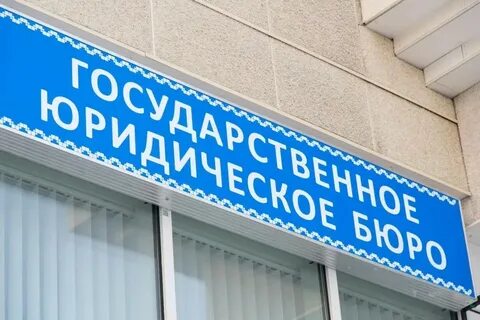 ГОСУДАРСТВЕННОЕ
ЮРИДИЧЕСКОЕ БЮРО